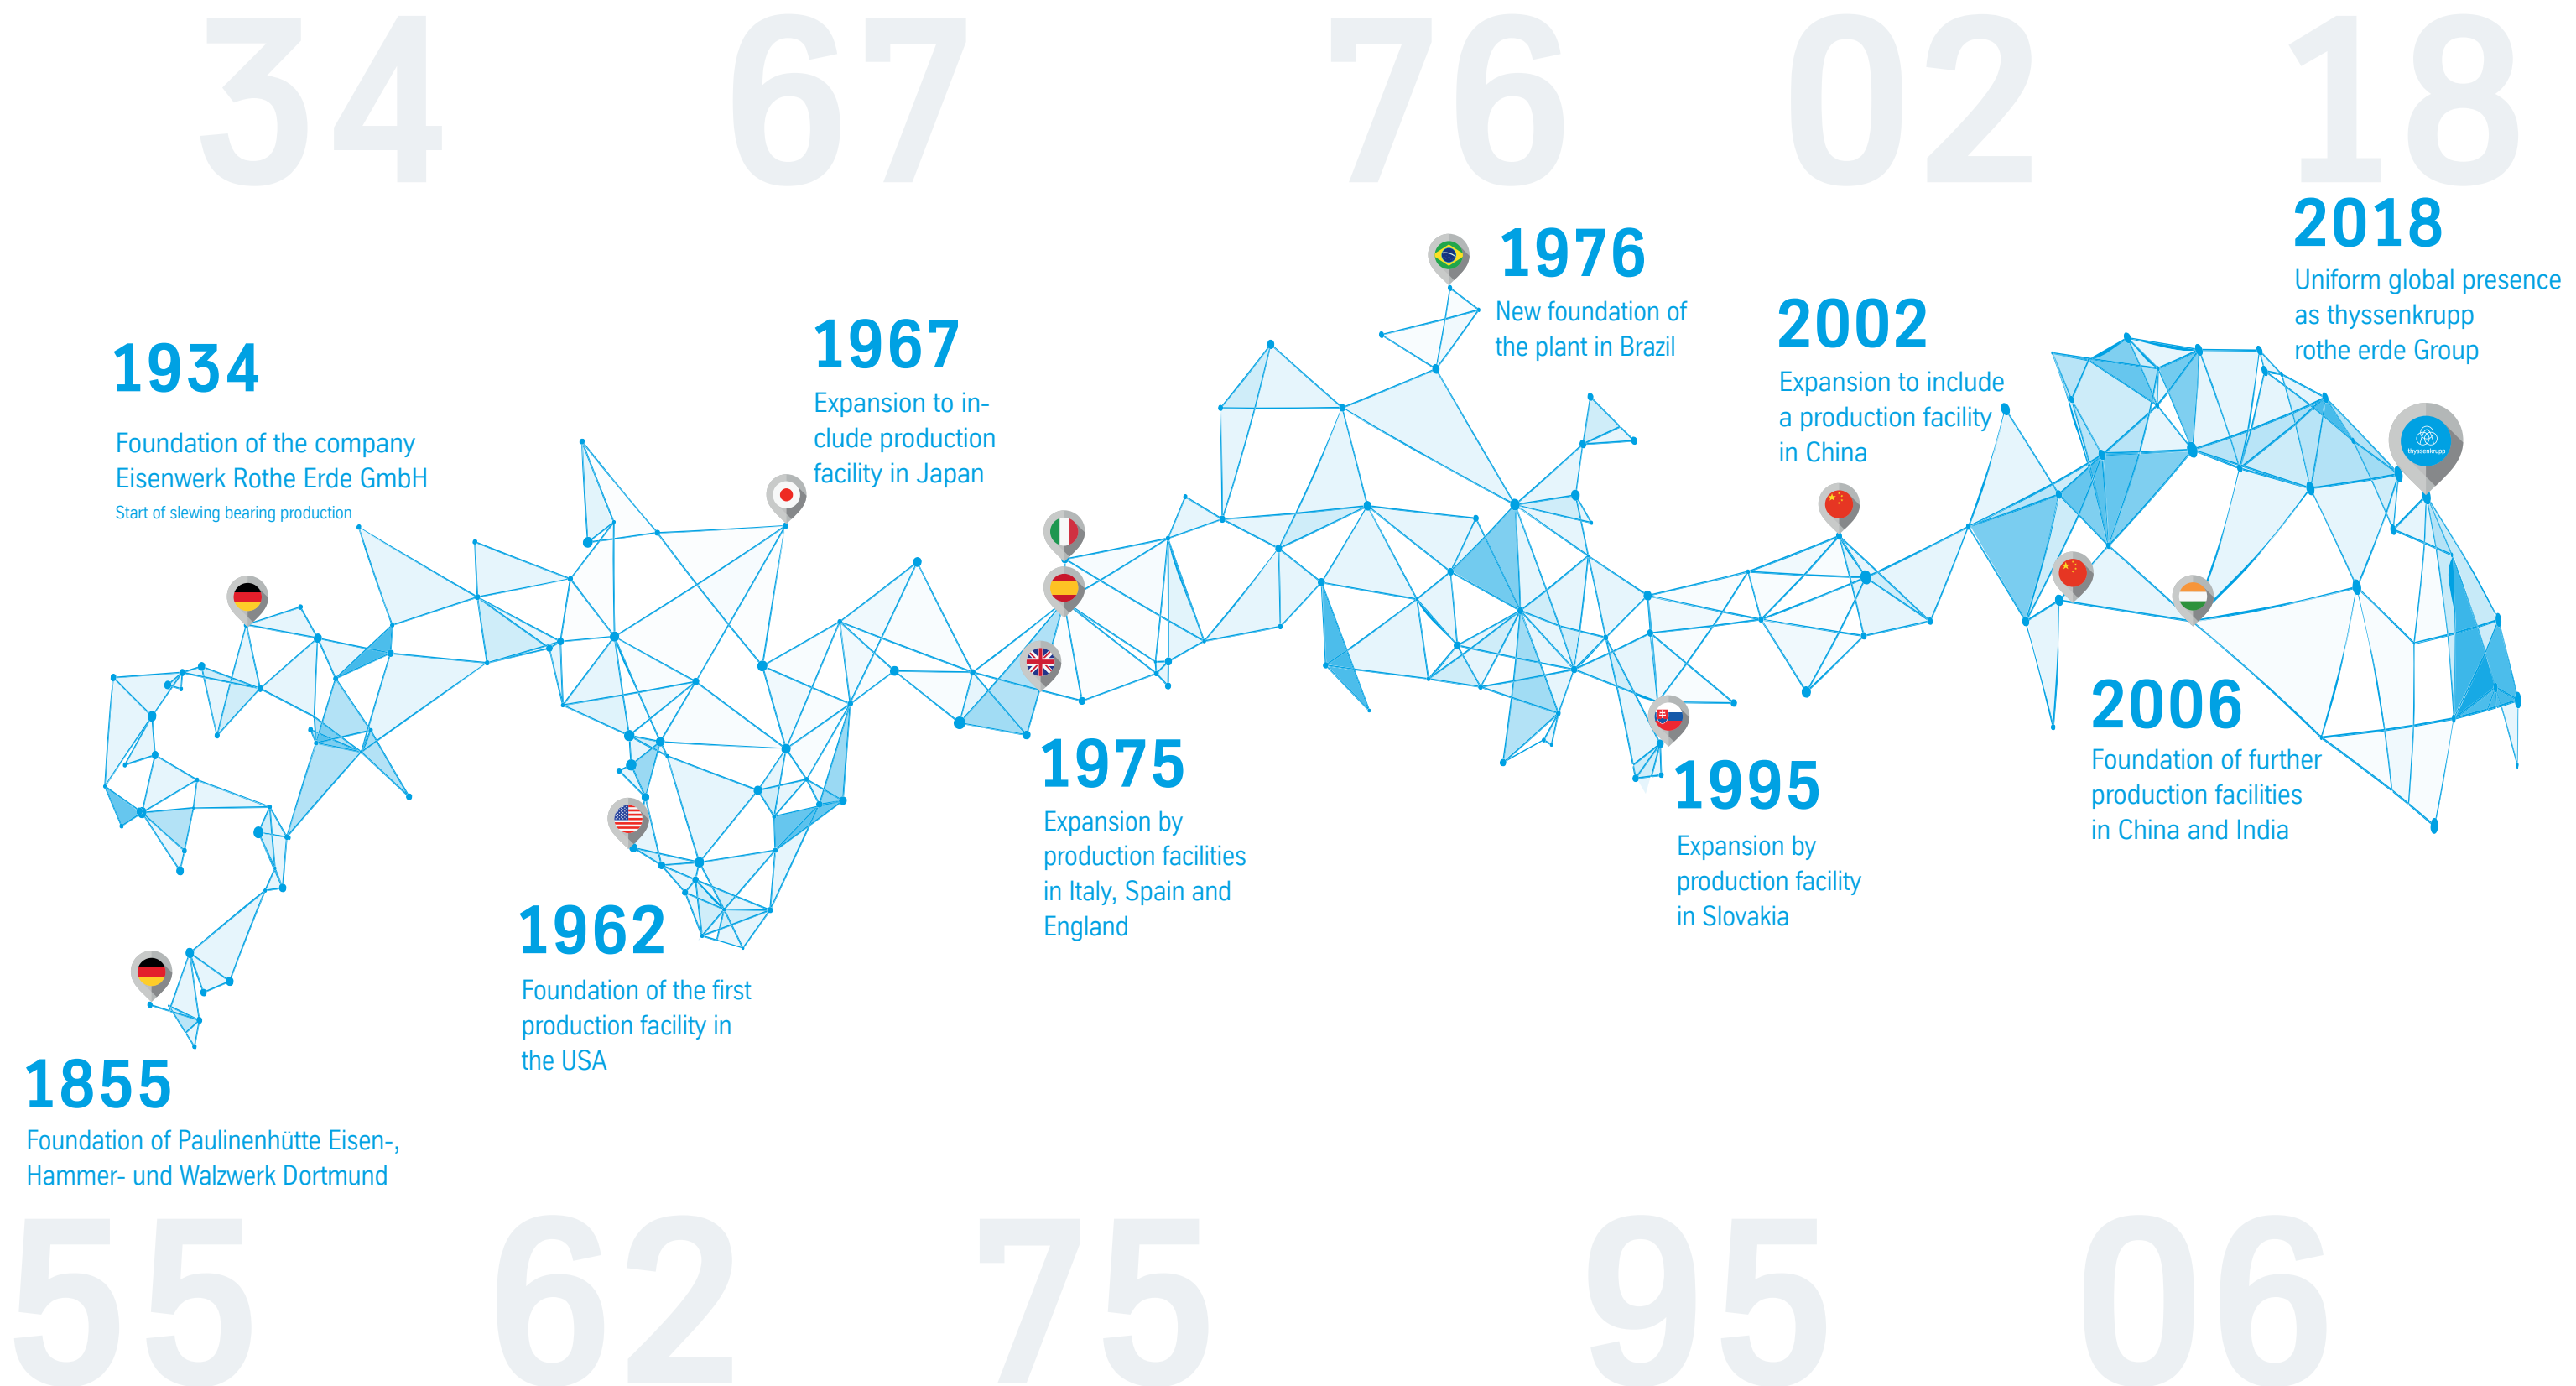 34
67
76
02
18
1934
Foundation of the company
Eisenwerk Rothe Erde GmbH
Start of slewing bearing production
1967
Expansion to in-
clude production
facility in Japan
1976
New foundation of
the plant in Brazil
2002
Expansion to include
a production facility
in China
2018
Uniform global presence
as thyssenkrupp
rothe erde Group
thyssenkrupp
1855
Foundation of Paulinenhütte Eisen-,
Hammer- und Walzwerk Dortmund
1962
Foundation of the first
production facility in
the USA
1975
Expansion by
production facilities
in Italy, Spain and
England
1995
Expansion by
production facility
in Slovakia
2006
Foundation of further
production facilities
in China and India
55
62
75
95
06